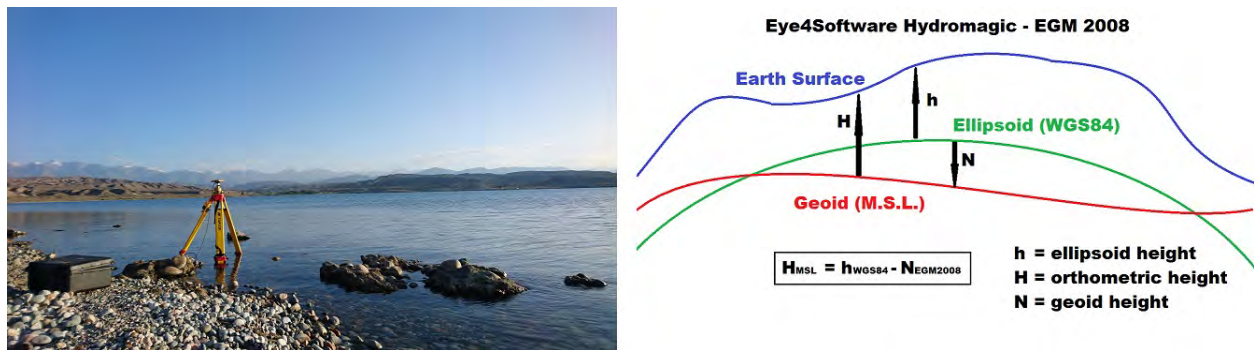 Eye4Software Hydromagic - EGM 2008
Earth Surface
h
H
Ellipsoid (WGS84)
N
Geoid (M.S.L.)
HMSL = hWGS84 - NEGM2008
h = ellipsoid height
H = orthometric height
N = geoid height